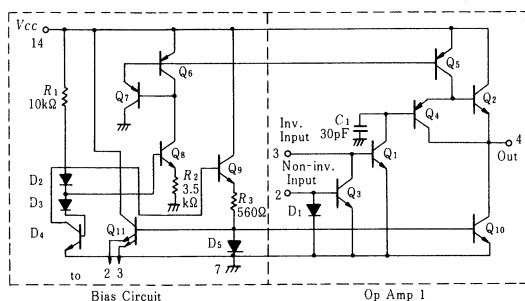 Vcc
14
R1
10kΩ
Q6
Q7
Q5
Q2
Q4
C1
30pF
Inv.
Input
4
Out
Q8
Q9
Q1
3
Non-inv.
Input
D2
R2
3.5
kΩ
R3
560Ω
2
Q3
D3
D1
D4
Q11
D5
Q10
to
2 3
7
Bias Circuit
Op Amp 1